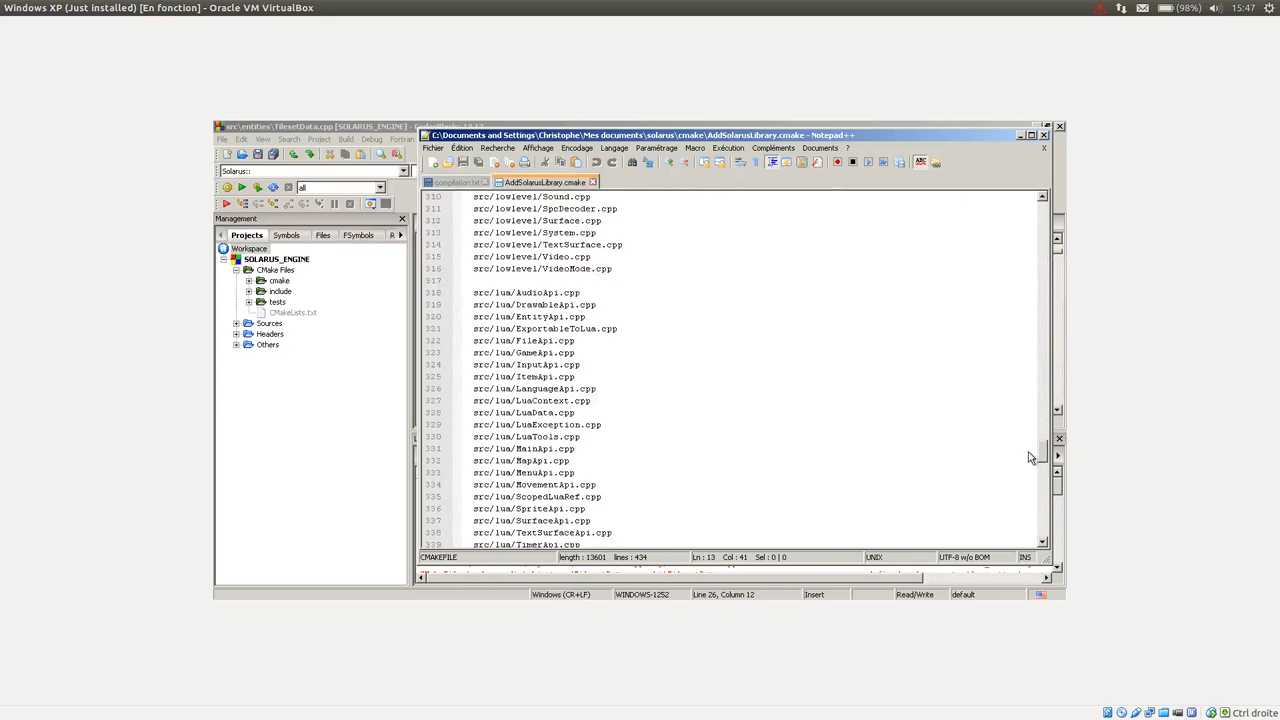 Windows XP (Just installed) [En fonction] - Oracle VM VirtualBox
(98%)
15:47
src\entities\TilesetData.cpp [SOLARUS_ENGINE]
File Edit View Search Project Build Debug Fortran
Solarus::
all
Management
Projects Symbols Files FSymbols R
Workspace
SOLARUS_ENGINE
CMake Files
cmake
include
tests
CMakeLists.txt
Sources
Headers
Others
C:\Documents and Settings\Christophe\Mes documents\solarus\cmake\AddSolarusLibrary.cmake - Notepad++
Fichier Édition Recherche Affichage Encodage Langage Paramétrage Macro Exécution Compléments Documents ? X
compilation.txt AddSolarusLibrary.cmake
310 src/lowlevel/Sound.cpp
311 src/lowlevel/SpcDecoder.cpp
312 src/lowlevel/Surface.cpp
313 src/lowlevel/System.cpp
314 src/lowlevel/TextSurface.cpp
315 src/lowlevel/Video.cpp
316 src/lowlevel/VideoMode.cpp
317
318 src/lua/AudioApi.cpp
319 src/lua/DrawableApi.cpp
320 src/lua/EntityApi.cpp
321 src/lua/ExportableToLua.cpp
322 src/lua/FileApi.cpp
323 src/lua/GameApi.cpp
324 src/lua/InputApi.cpp
325 src/lua/ItemApi.cpp
326 src/lua/LanguageApi.cpp
327 src/lua/LuaContext.cpp
328 src/lua/LuaData.cpp
329 src/lua/LuaException.cpp
330 src/lua/LuaTools.cpp
331 src/lua/MainApi.cpp
332 src/lua/MapApi.cpp
333 src/lua/MenuApi.cpp
334 src/lua/MovementApi.cpp
335 src/lua/ScopedLuaRef.cpp
336 src/lua/SpriteApi.cpp
337 src/lua/SurfaceApi.cpp
338 src/lua/TextSurfaceApi.cpp
339 src/lua/TimerApi.cpp
CMAKEFILE length : 13601 lines : 434 Ln : 13 Col : 41 Sel : 0 | 0 UNIX UTF-8 w/o BOM INS
Windows (CR+LF) WINDOWS-1252 Line 26, Column 12 Insert Read/Write default
Ctrl droite